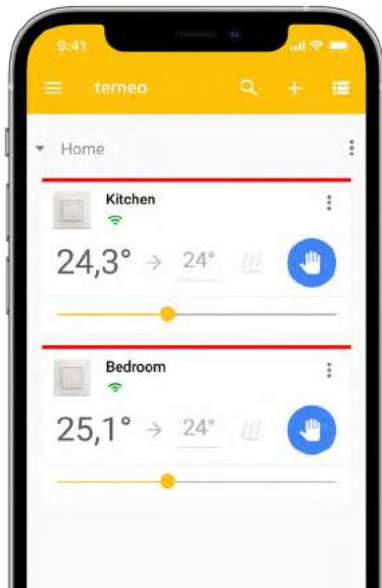 9:41
terneo
Home
Kitchen
24,3° → 24°
Bedroom
25,1° → 24°